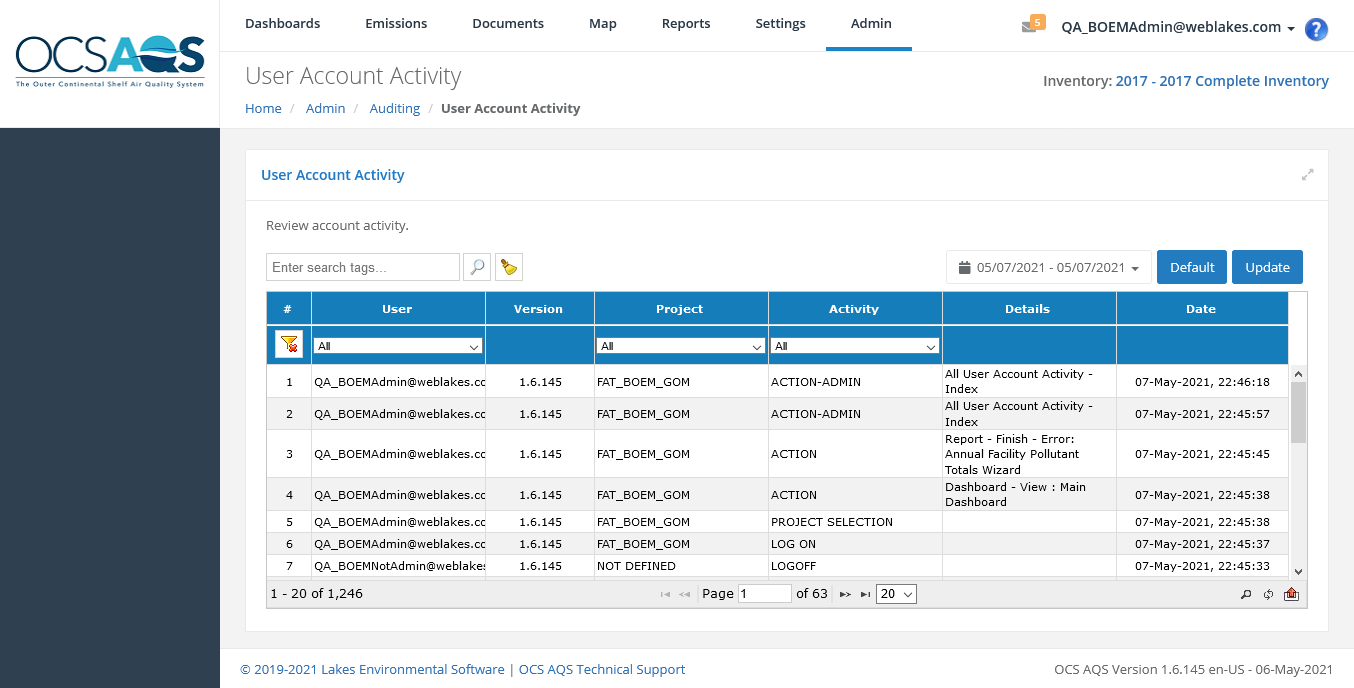 OCSAQS
The Outer Continental Shelf Air Quality System
Dashboards Emissions Documents Map Reports Settings Admin
5 QA_BOEMAdmin@weblakes.com ?
User Account Activity
Inventory: 2017 - 2017 Complete Inventory
Home / Admin / Auditing / User Account Activity
User Account Activity
Review account activity.
Enter search tags...
05/07/2021 - 05/07/2021 Default Update
# User Version Project Activity Details Date
All All All
1 QA_BOEMAdmin@weblakes.co 1.6.145 FAT_BOEM_GOM ACTION-ADMIN All User Account Activity - 07-May-2021, 22:46:18
Index
2 QA_BOEMAdmin@weblakes.co 1.6.145 FAT_BOEM_GOM ACTION-ADMIN All User Account Activity - 07-May-2021, 22:45:57
Index
3 QA_BOEMAdmin@weblakes.co 1.6.145 FAT_BOEM_GOM ACTION Report - Finish - Error: 07-May-2021, 22:45:45
Annual Facility Pollutant
Totals Wizard
4 QA_BOEMAdmin@weblakes.co 1.6.145 FAT_BOEM_GOM ACTION Dashboard - View : Main 07-May-2021, 22:45:38
Dashboard
5 QA_BOEMAdmin@weblakes.co 1.6.145 FAT_BOEM_GOM PROJECT SELECTION 07-May-2021, 22:45:38
6 QA_BOEMAdmin@weblakes.co 1.6.145 FAT_BOEM_GOM LOG ON 07-May-2021, 22:45:37
7 QA_BOEMNotAdmin@weblakes 1.6.145 NOT DEFINED LOGOFF 07-May-2021, 22:45:33
1 - 20 of 1,246 Page 1 of 63 20
© 2019-2021 Lakes Environmental Software | OCS AQS Technical Support
OCS AQS Version 1.6.145 en-US - 06-May-2021